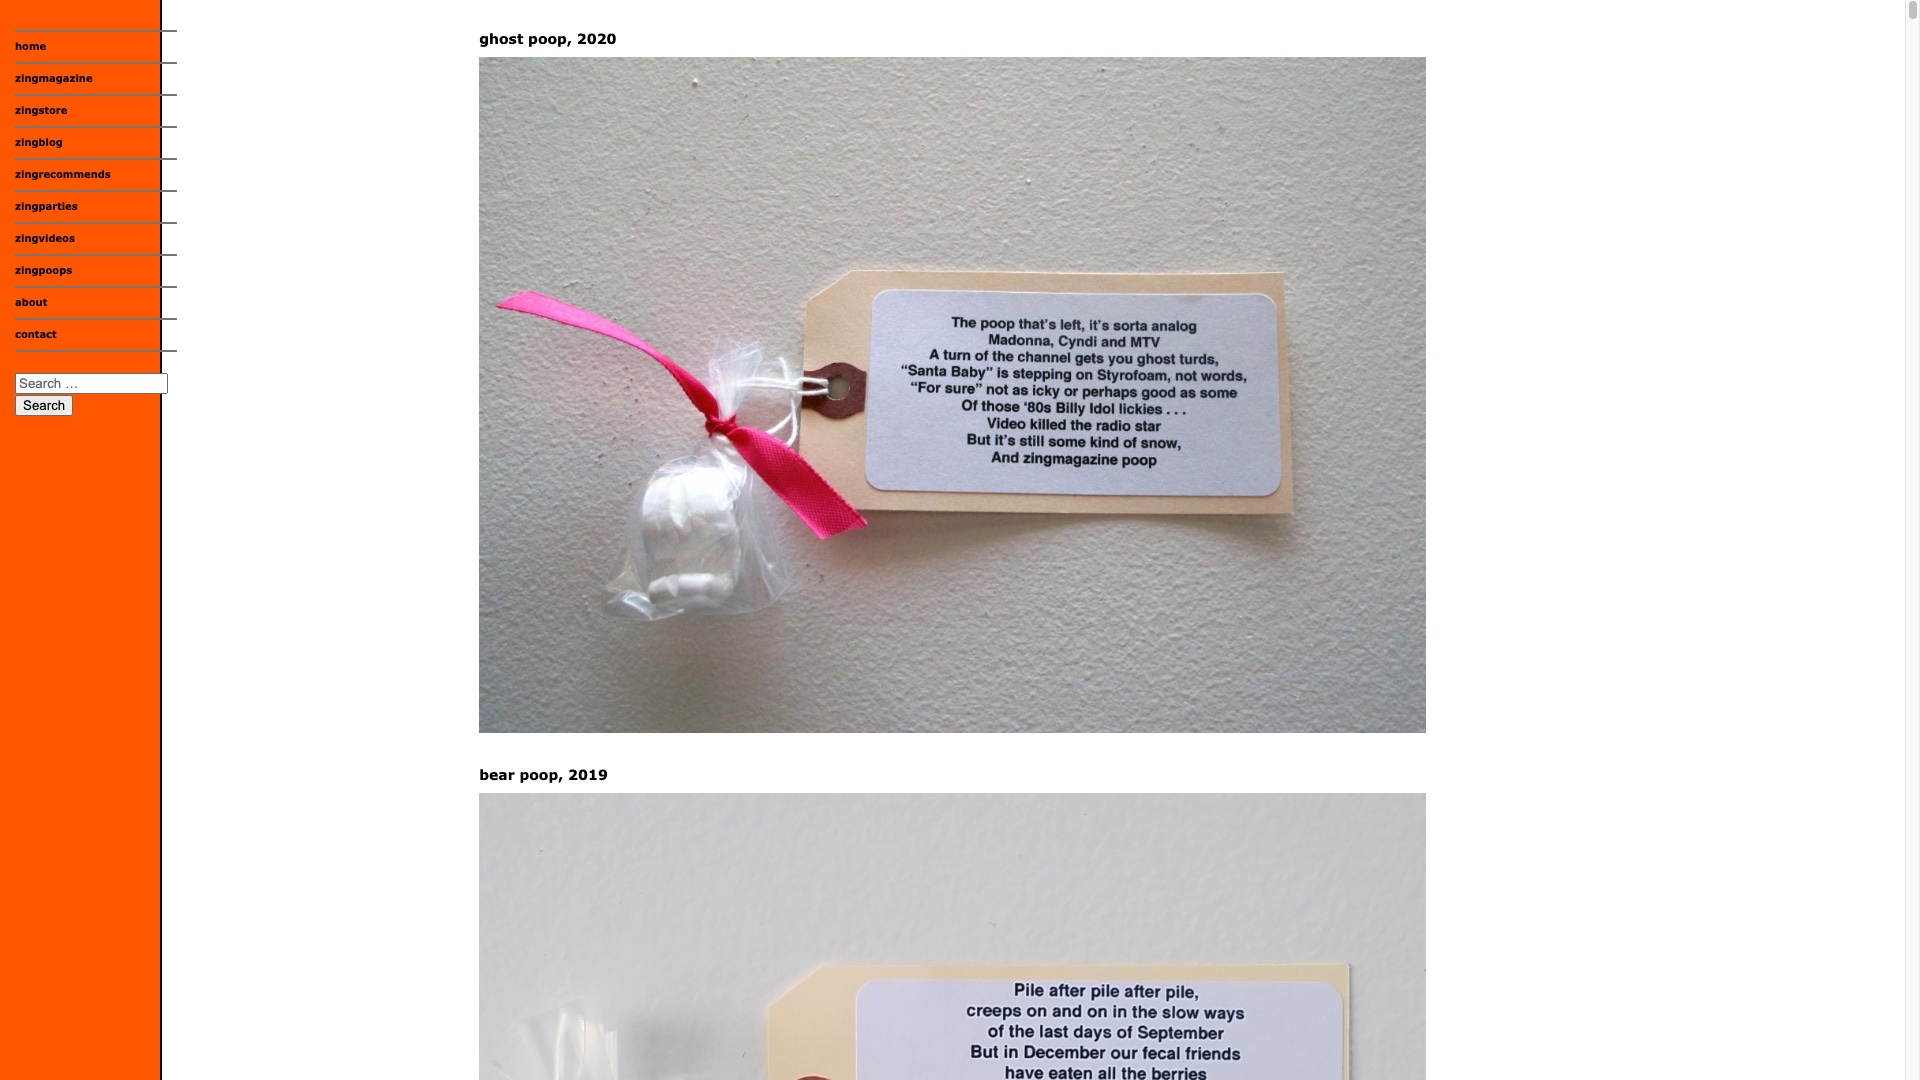 home
zingmagazine
zingstore
zingblog
zingrecommends
zingparties
zingvideos
zingpoops
about
contact
Search …
Search
ghost poop, 2020
The poop that’s left, it’s sorta analog
Madonna, Cyndi and MTV
A turn of the channel gets you ghost turds,
“Santa Baby” is stepping on Styrofoam, not words,
“For sure” not as icky or perhaps good as some
Of those ‘80s Billy Idol lickies . . .
Video killed the radio star
But it’s still some kind of snow,
And zingmagazine poop
bear poop, 2019
Pile after pile after pile,
creeps on and on in the slow ways
of the last days of September
But in December our fecal friends
have eaten all the berries